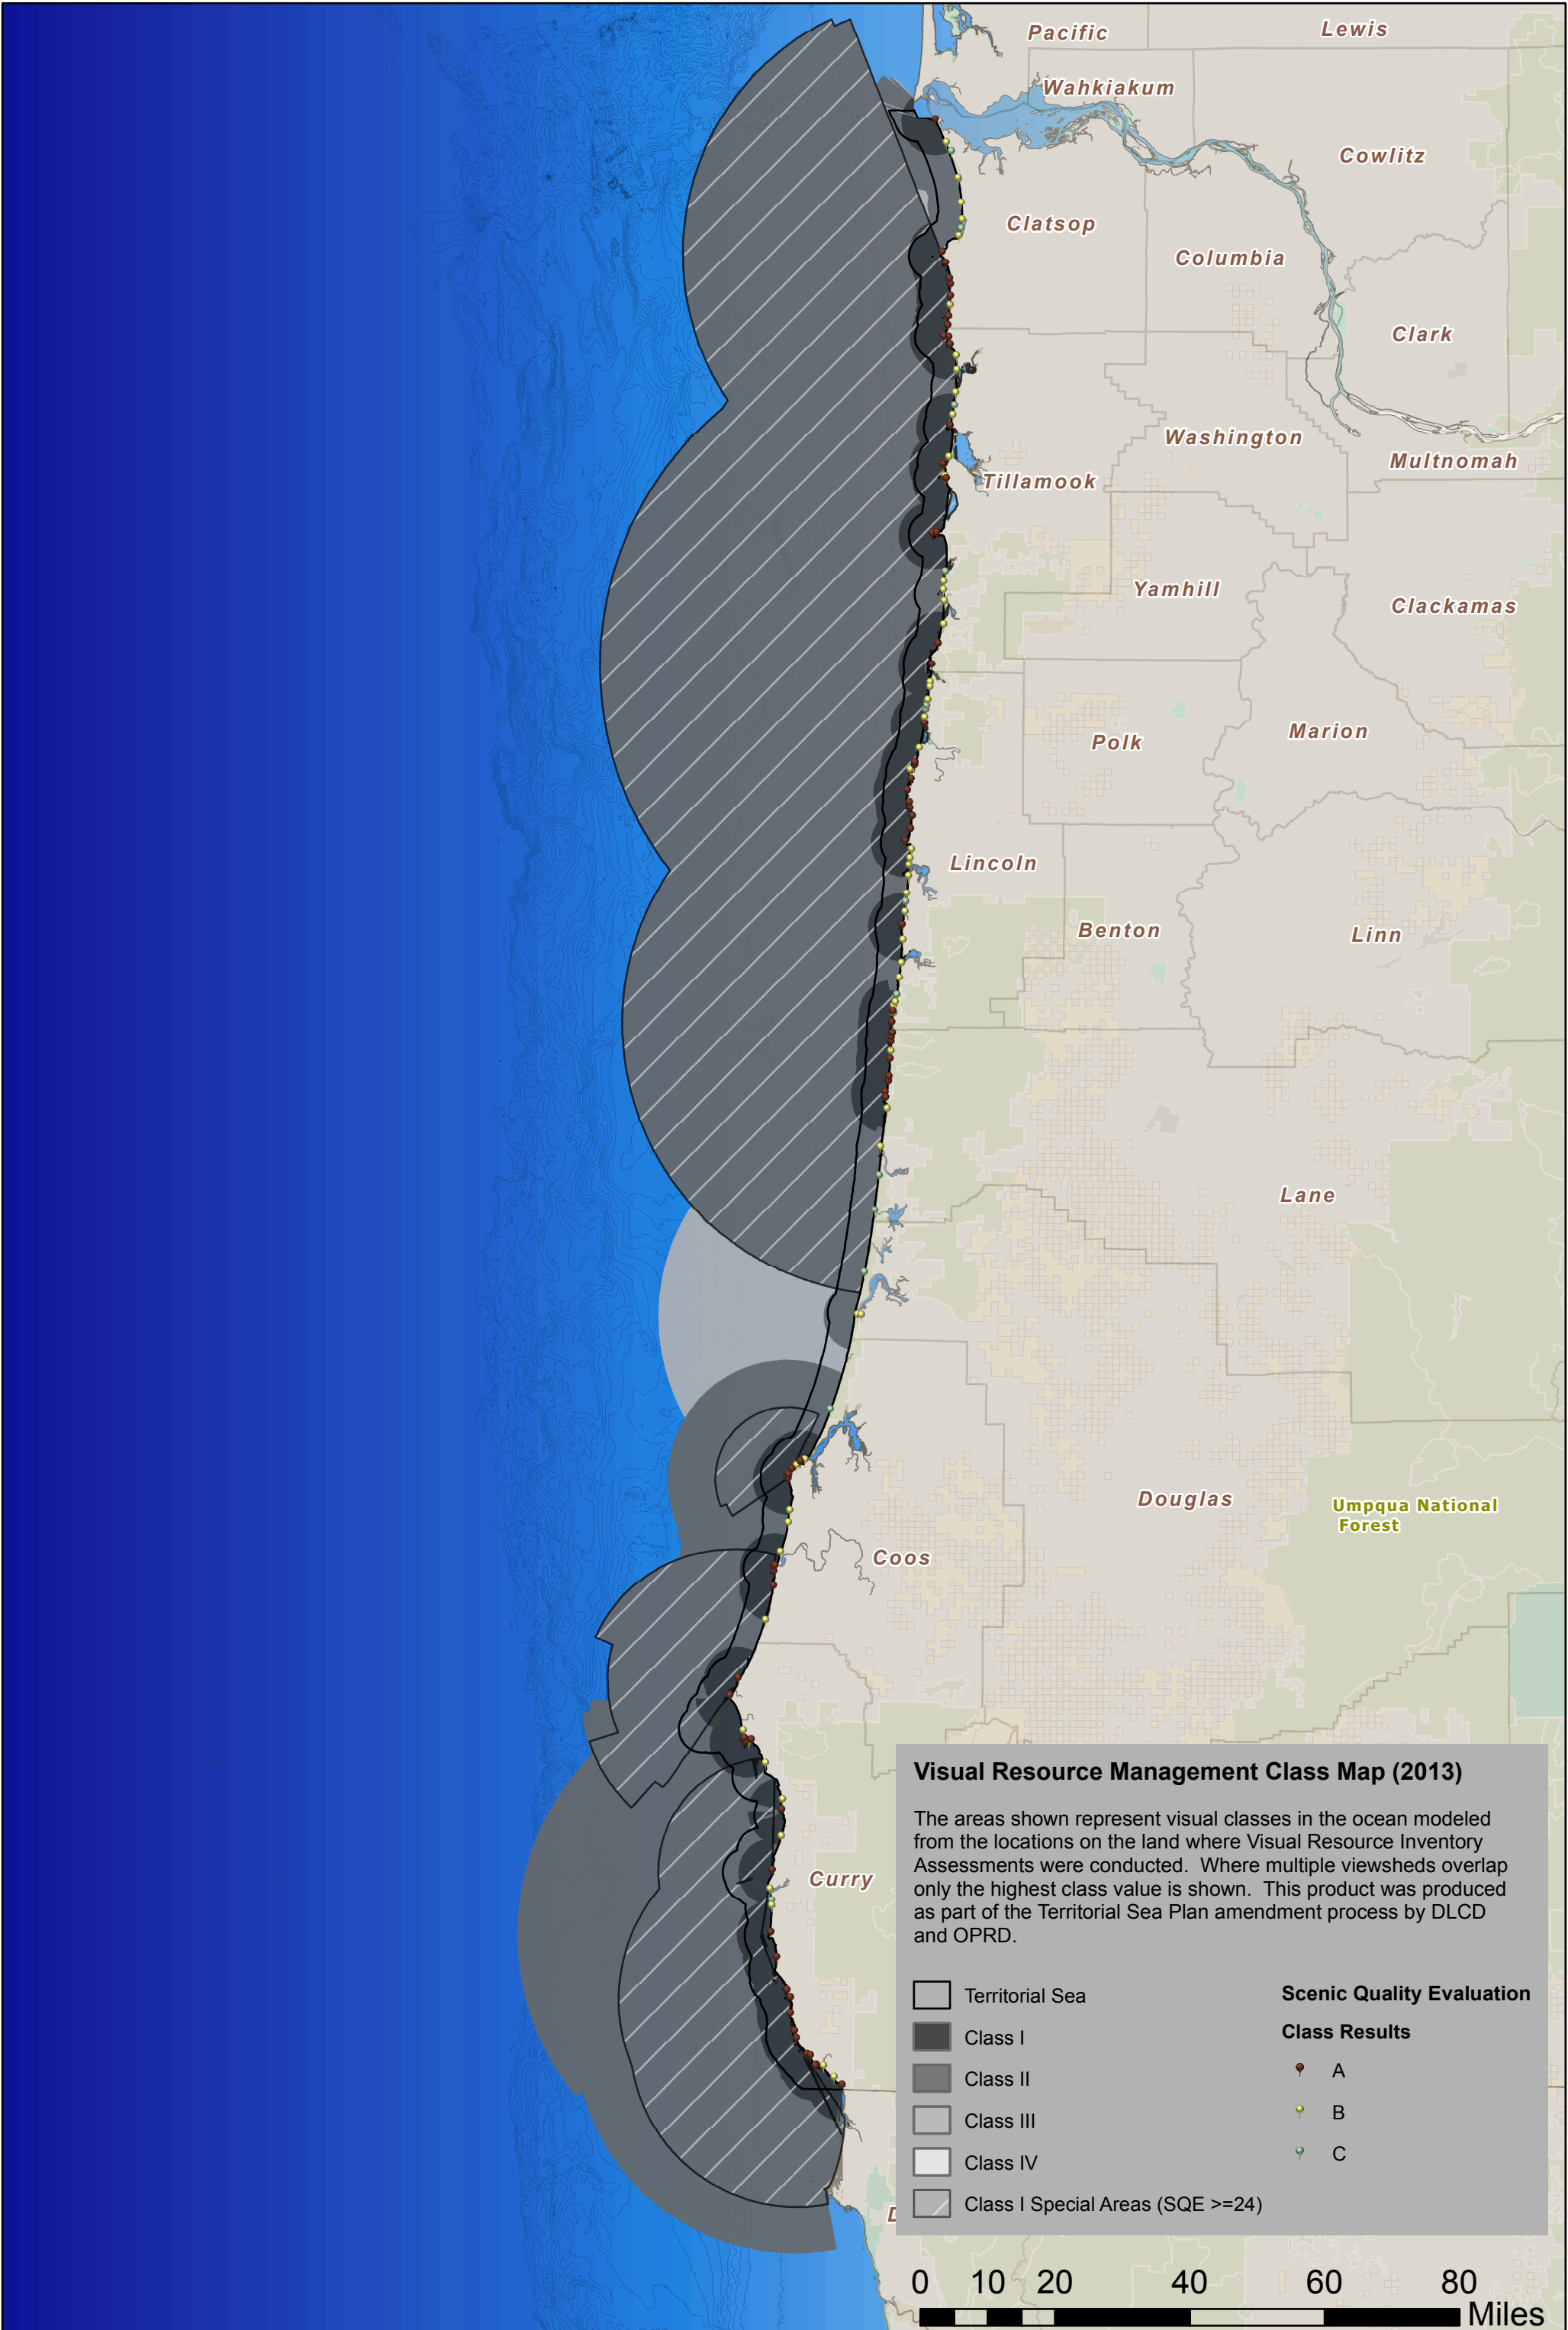 Pacific
Lewis
Wahkiakum
Cowlitz
Clatsop
Columbia
Clark
Washington
Multnomah
Tillamook
Yamhill
Clackamas
Polk
Marion
Lincoln
Benton
Linn
Lane
Douglas
Umpqua National
Forest
Coos
Curry
Visual Resource Management Class Map (2013)
The areas shown represent visual classes in the ocean modeled
from the locations on the land where Visual Resource Inventory
Assessments were conducted. Where multiple viewsheds overlap
only the highest class value is shown. This product was produced
as part of the Territorial Sea Plan amendment process by DLCD
and OPRD.
Territorial Sea
Class I
Class II
Class III
Class IV
Class I Special Areas (SQE >=24)
Scenic Quality Evaluation
Class Results
A
B
C
0 10 20 40 60 80
Miles